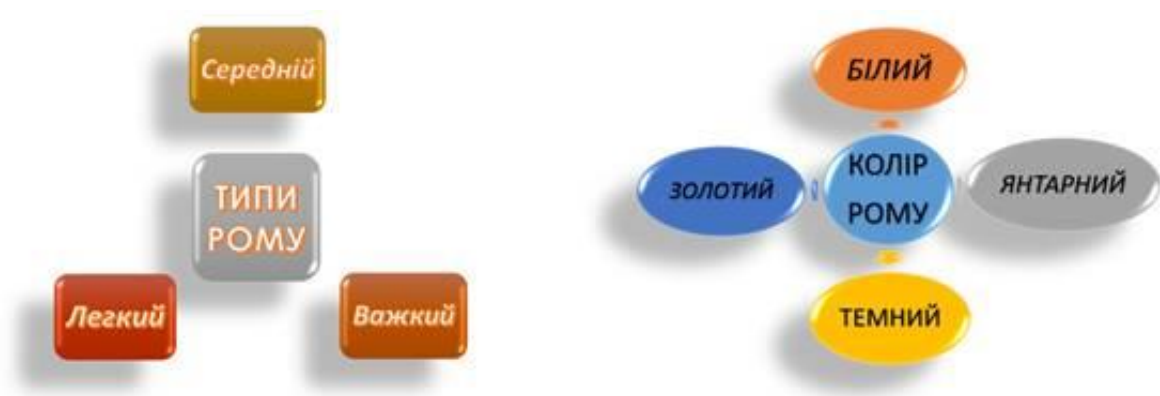 Середній
ТИПИ
РОМУ
Легкий
Важкий
БІЛИЙ
ЗОЛОТИЙ
КОЛІР
РОМУ
ЯНТАРНИЙ
ТЕМНИЙ